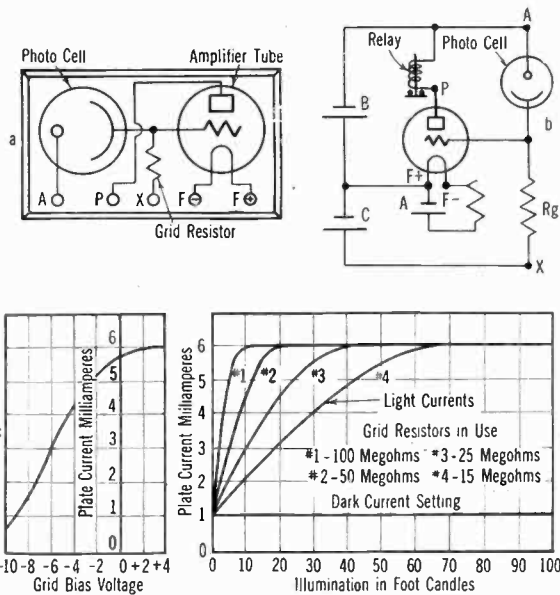 Photo Cell
Amplifier Tube
a
A P X F⊖ F⊕
Grid Resistor
A
Relay
Photo Cell
P
B
b
F+
F-
A
C
Rg
X
Plate Current Milliamperes
6
5
4
3
2
1
0
-10 -8 -6 -4 -2 0 +2 +4
Grid Bias Voltage
Plate Current Milliamperes
6
5
4
3
2
1
0
#1 #2 #3 #4
Light Currents
Grid Resistors in Use
#1-100 Megohms #3-25 Megohms
#2-50 Megohms #4-15 Megohms
Dark Current Setting
0 10 20 30 40 50 60 70 80 90 100
Illumination in Foot Candles